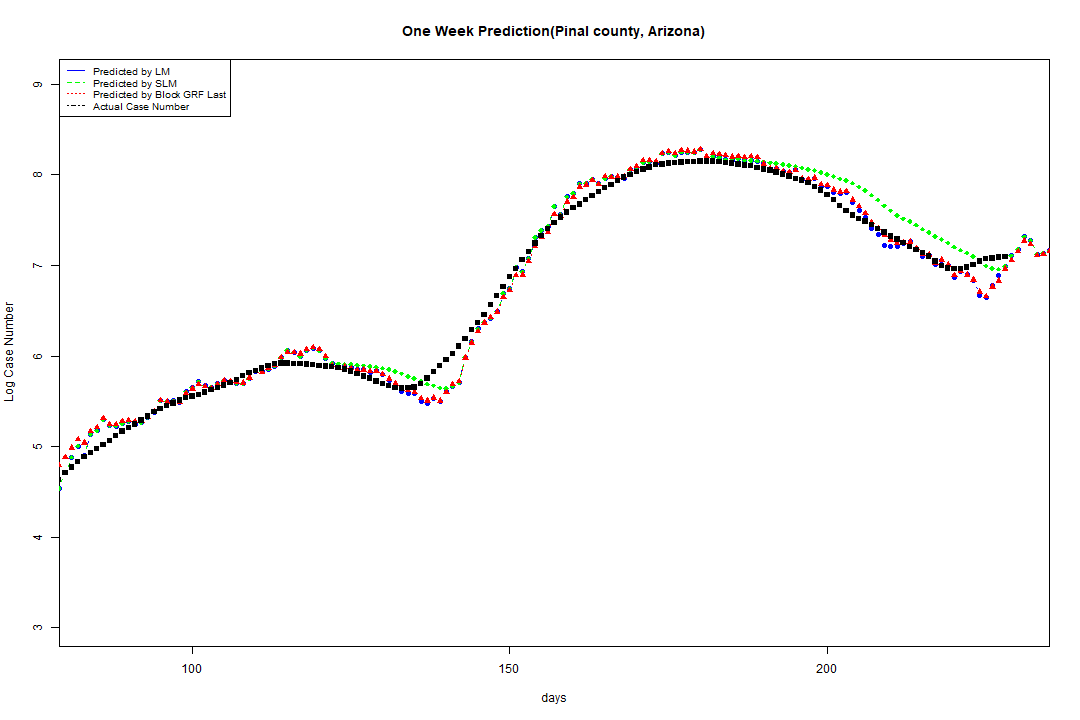 One Week Prediction(Pinal county, Arizona)
Predicted by LM
Predicted by SLM
Predicted by Block GRF Last
Actual Case Number
9
8
7
6
5
4
3
Log Case Number
100 150 200
days